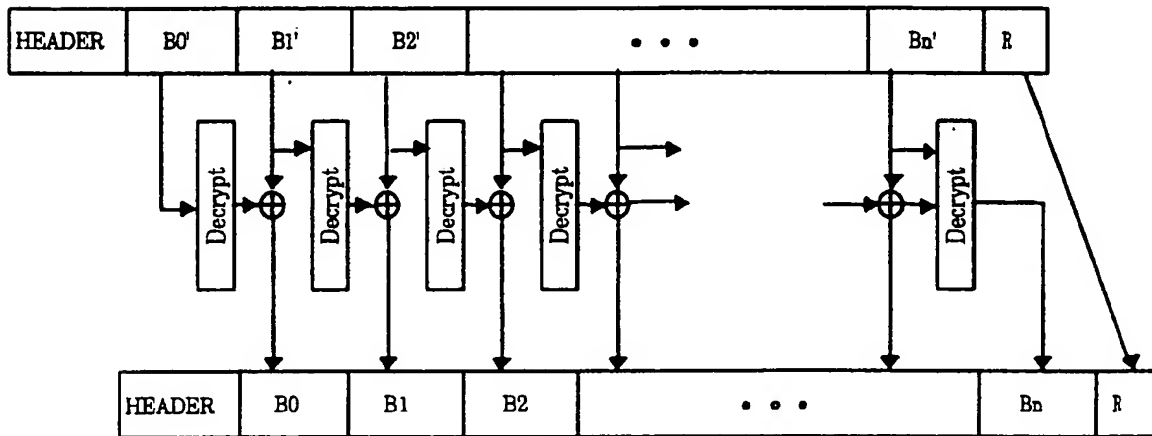 HEADER B0' B1' B2' • • • Bn' R
Decrypt Decrypt Decrypt Decrypt Decrypt
HEADER B0 B1 B2 • • • Bn R